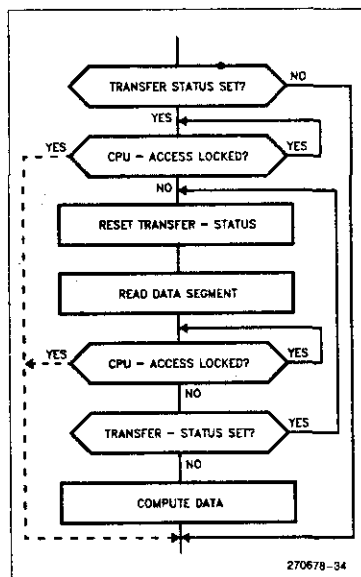 TRANSFER STATUS SET?
NO
YES
YES
CPU – ACCESS LOCKED?
YES
NO
RESET TRANSFER – STATUS
READ DATA SEGMENT
YES
CPU – ACCESS LOCKED?
YES
NO
TRANSFER – STATUS SET?
YES
NO
COMPUTE DATA
270678–34